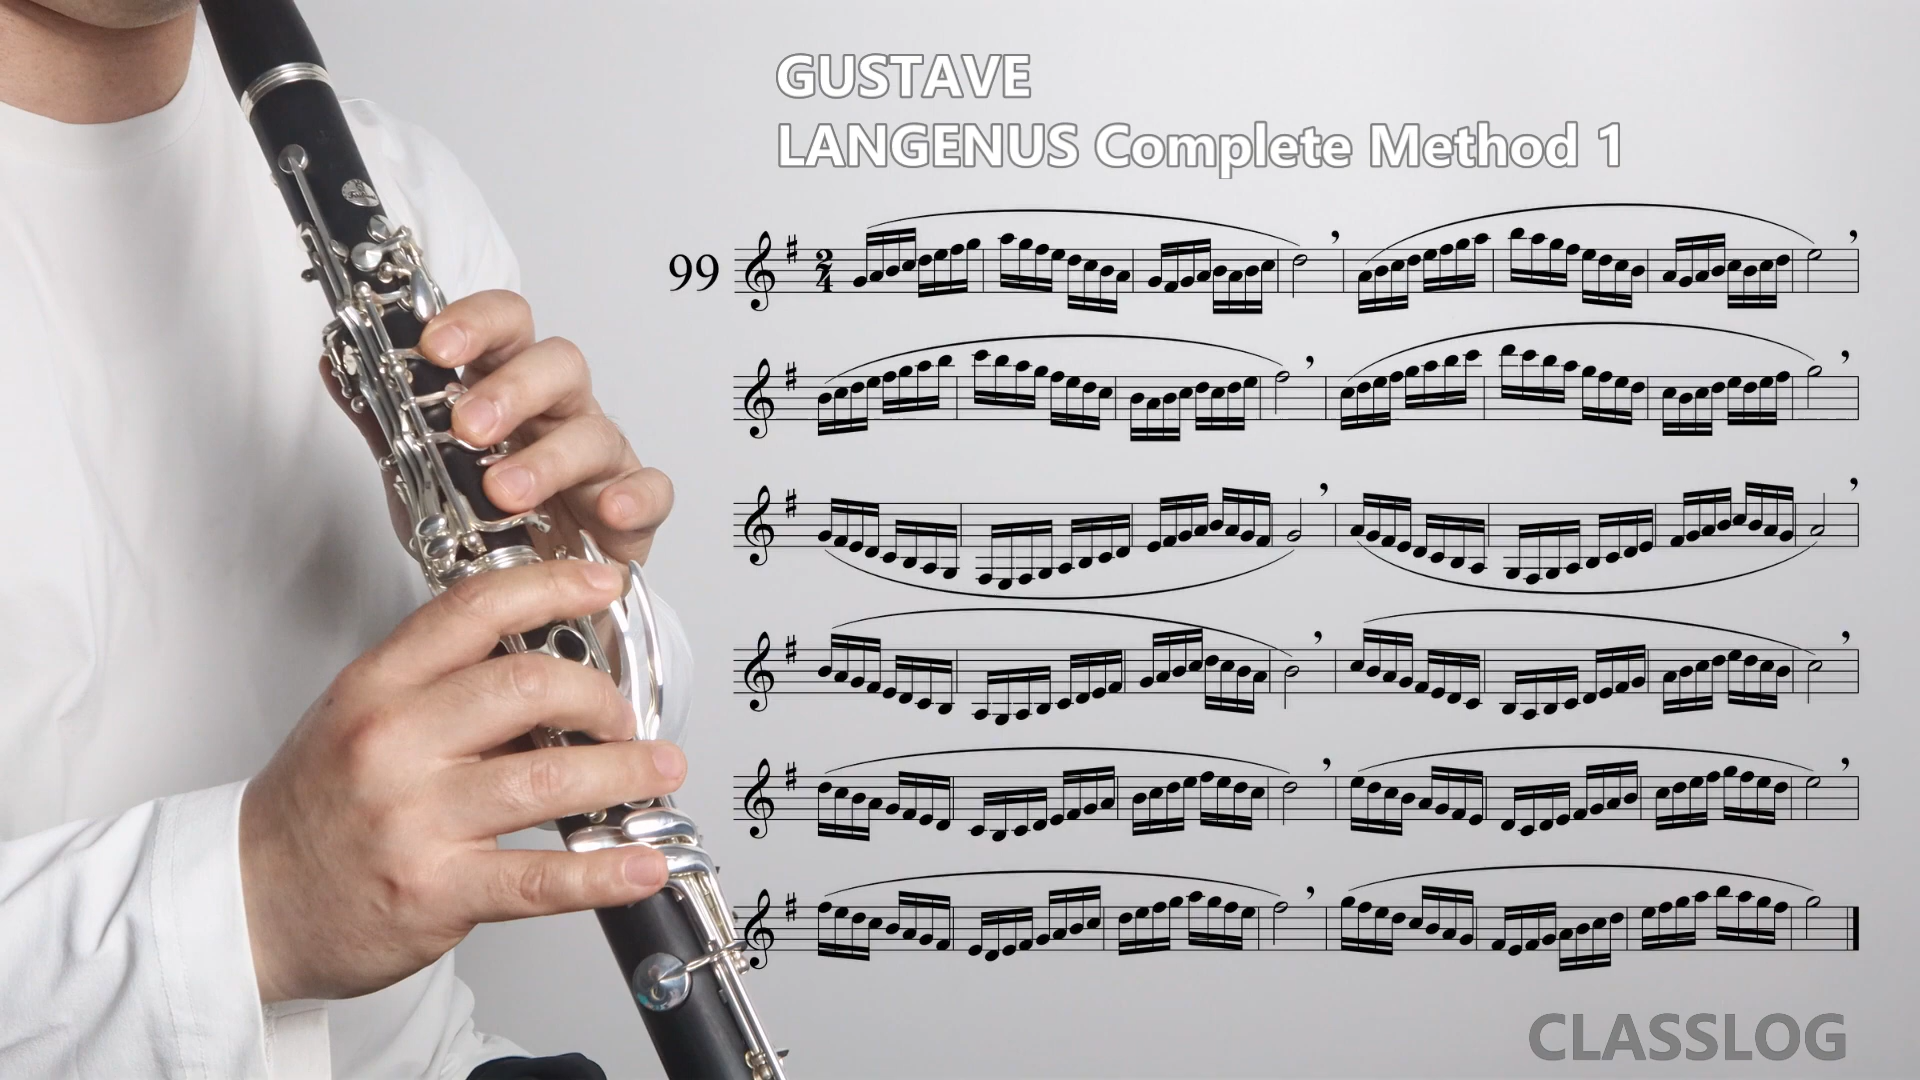 GUSTAVE
LANGENUS Complete Method 1
99
2
4
CLASSLOG